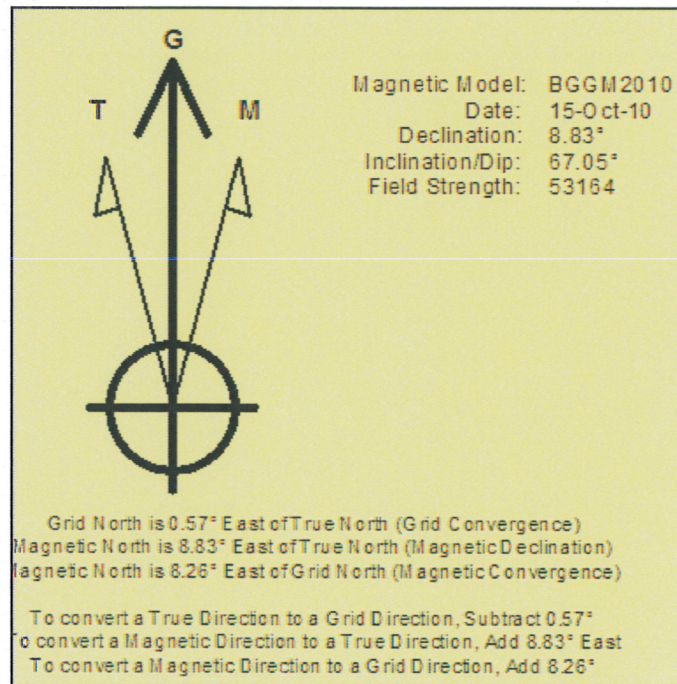 G
T M
Magnetic Model: BGGM2010
Date: 15-Oct-10
Declination: 8.83°
Inclination/Dip: 67.05°
Field Strength: 53164
Grid North is 0.57° East of True North (Grid Convergence)
Magnetic North is 8.83° East of True North (Magnetic Declination)
Magnetic North is 8.26° East of Grid North (Magnetic Convergence)
To convert a True Direction to a Grid Direction, Subtract 0.57°
To convert a Magnetic Direction to a True Direction, Add 8.83° East
To convert a Magnetic Direction to a Grid Direction, Add 8.26°